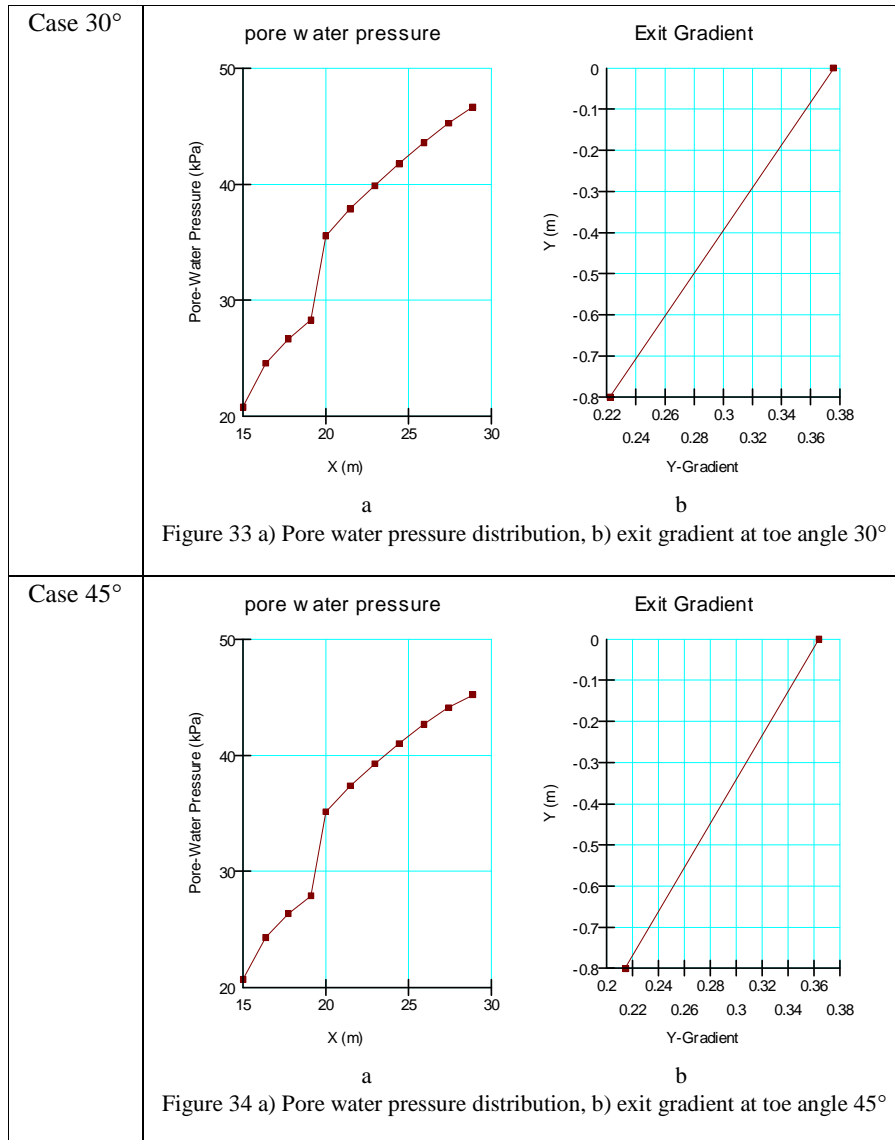 Case 30°
pore water pressure
Exit Gradient
50
40
30
20
Pore-Water Pressure (kPa)
15
20
25
30
X (m)
0
-0.1
-0.2
-0.3
-0.4
-0.5
-0.6
-0.7
-0.8
Y (m)
0.22
0.26
0.3
0.34
0.38
0.24
0.28
0.32
0.36
Y-Gradient
a
b
Figure 33 a) Pore water pressure distribution, b) exit gradient at toe angle 30°
Case 45°
pore water pressure
Exit Gradient
50
40
30
20
Pore-Water Pressure (kPa)
15
20
25
30
X (m)
0
-0.1
-0.2
-0.3
-0.4
-0.5
-0.6
-0.7
-0.8
Y (m)
0.2
0.24
0.28
0.32
0.36
0.22
0.26
0.3
0.34
0.38
Y-Gradient
a
b
Figure 34 a) Pore water pressure distribution, b) exit gradient at toe angle 45°